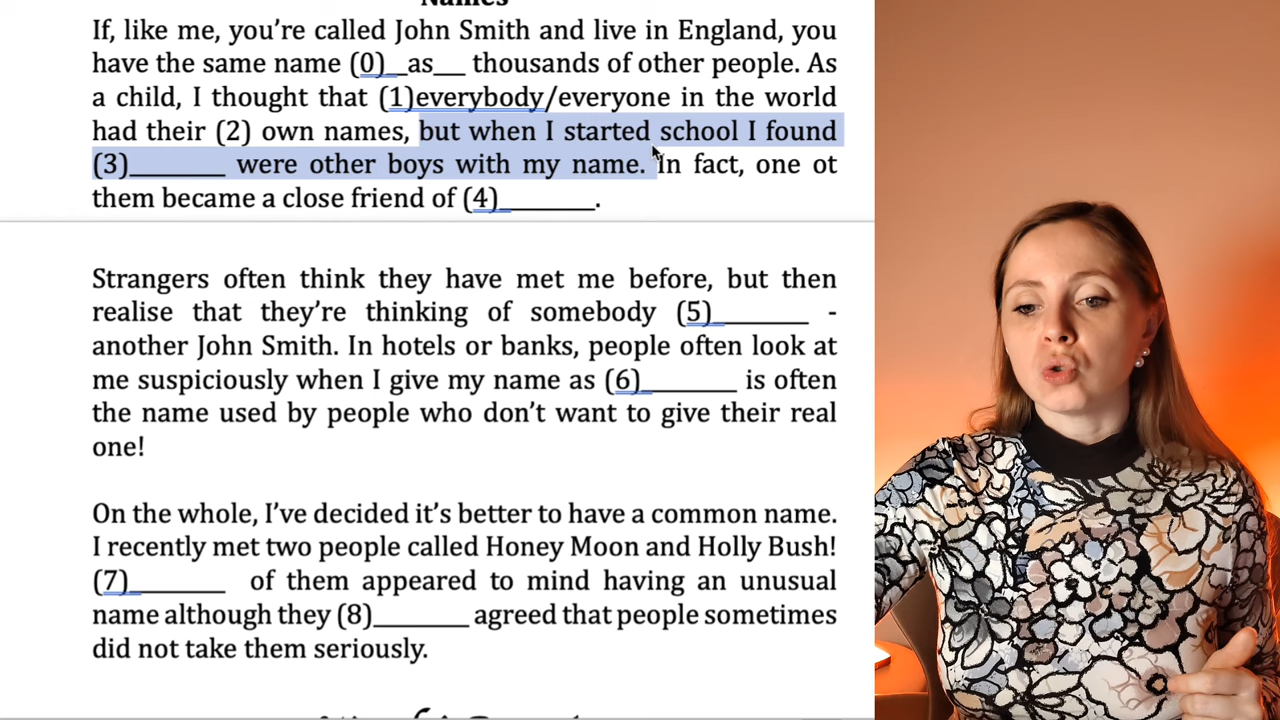 Names
If, like me, you're called John Smith and live in England, you
have the same name (0)_as__ thousands of other people. As
a child, I thought that (1)everybody/everyone in the world
had their (2) own names, but when I started school I found
(3)_______ were other boys with my name. In fact, one ot
them became a close friend of (4)_______.
Strangers often think they have met me before, but then
realise that they're thinking of somebody (5)_______ -
another John Smith. In hotels or banks, people often look at
me suspiciously when I give my name as (6)_______ is often
the name used by people who don't want to give their real
one!
On the whole, I've decided it's better to have a common name.
I recently met two people called Honey Moon and Holly Bush!
(7)_______ of them appeared to mind having an unusual
name although they (8)_______ agreed that people sometimes
did not take them seriously.